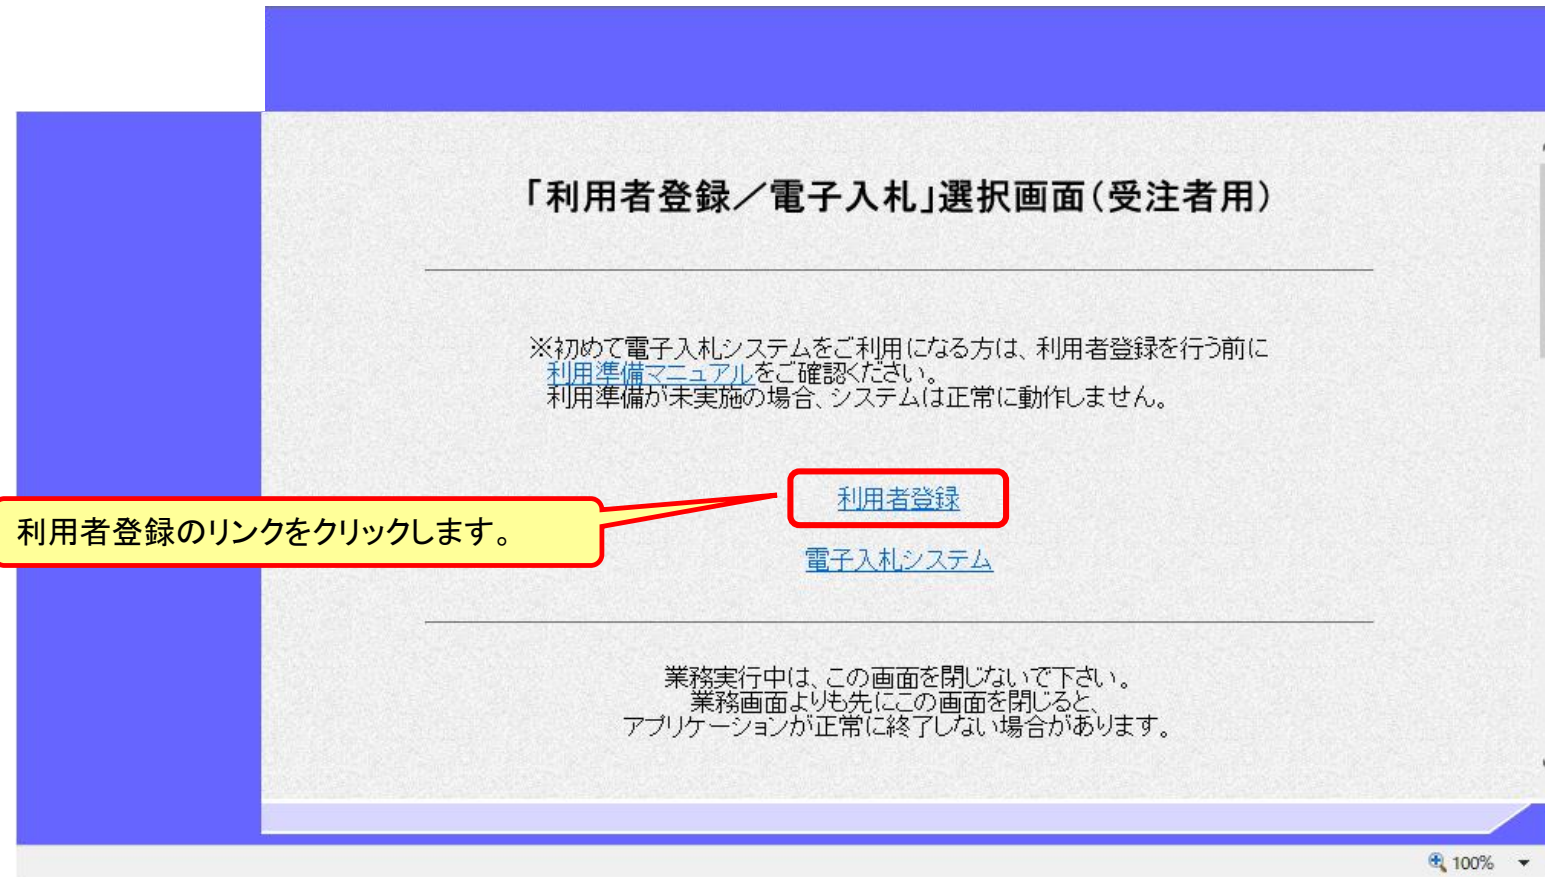 「利用者登録／電子入札」選択画面（受注者用）
※初めて電子入札システムをご利用になる方は、利用者登録を行う前に
利用準備マニュアルをご確認ください。
利用準備が未実施の場合、システムは正常に動作しません。
利用者登録
利用者登録のリンクをクリックします。
電子入札システム
業務実行中は、この画面を閉じないで下さい。
業務画面よりも先にこの画面を閉じると、
アプリケーションが正常に終了しない場合があります。
100%